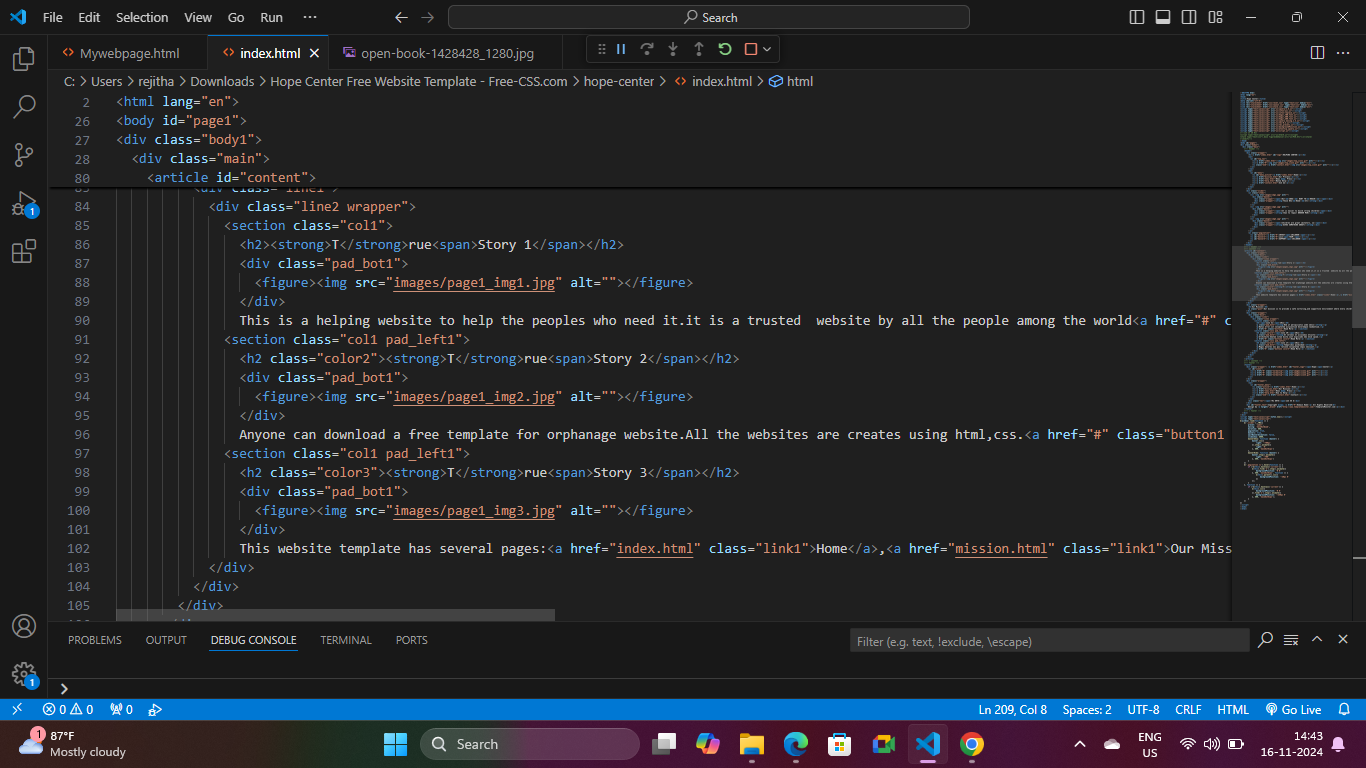 File Edit Selection View Go Run ··· Search
Mywebpage.html index.html open-book-1428428_1280.jpg
C: > Users > rejitha > Downloads > Hope Center Free Website Template - Free-CSS.com > hope-center > index.html > html
2 <html lang="en">
26 <body id="page1">
27 <div class="body1">
28 <div class="main">
80 <article id="content">
84 <div class="line2 wrapper">
85 <section class="col1">
86 <h2><strong>T</strong>rue<span>Story 1</span></h2>
87 <div class="pad_bot1">
88 <figure><img src="images/page1_img1.jpg" alt=""></figure>
89 </div>
90 This is a helping website to help the peoples who need it.it is a trusted  website by all the people among the world<a href="#" c
91 <section class="col1 pad_left1">
92 <h2 class="color2"><strong>T</strong>rue<span>Story 2</span></h2>
93 <div class="pad_bot1">
94 <figure><img src="images/page1_img2.jpg" alt=""></figure>
95 </div>
96 Anyone can download a free template for orphanage website.All the websites are creates using html,css.<a href="#" class="button1
97 <section class="col1 pad_left1">
98 <h2 class="color3"><strong>T</strong>rue<span>Story 3</span></h2>
99 <div class="pad_bot1">
100 <figure><img src="images/page1_img3.jpg" alt=""></figure>
101 </div>
102 This website template has several pages:<a href="index.html" class="link1">Home</a>,<a href="mission.html" class="link1">Our Miss
103 </div>
104 </div>
105 </div>
PROBLEMS OUTPUT DEBUG CONSOLE TERMINAL PORTS Filter (e.g. text, !exclude, \escape)
0 0 0 Ln 209, Col 8 Spaces: 2 UTF-8 CRLF HTML Go Live
1 87°F Mostly cloudy Search ENG US 14:43 16-11-2024